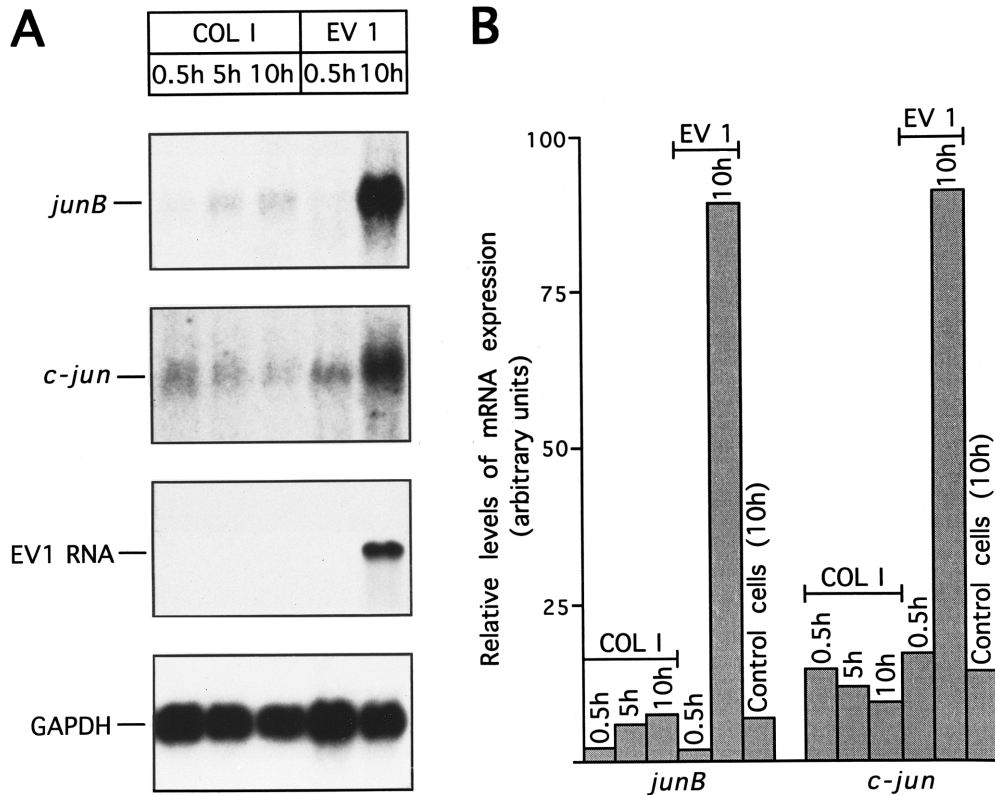 A
COL I EV 1
0.5h 5h 10h 0.5h 10h
junB
c-jun
EV1 RNA
GAPDH
B
Relative levels of mRNA expression
(arbitrary units)
100
75
50
25
COL I
0.5h
5h
10h
EV 1
0.5h
10h
Control cells (10h)
junB
COL I
0.5h
5h
10h
EV 1
0.5h
10h
Control cells (10h)
c-jun